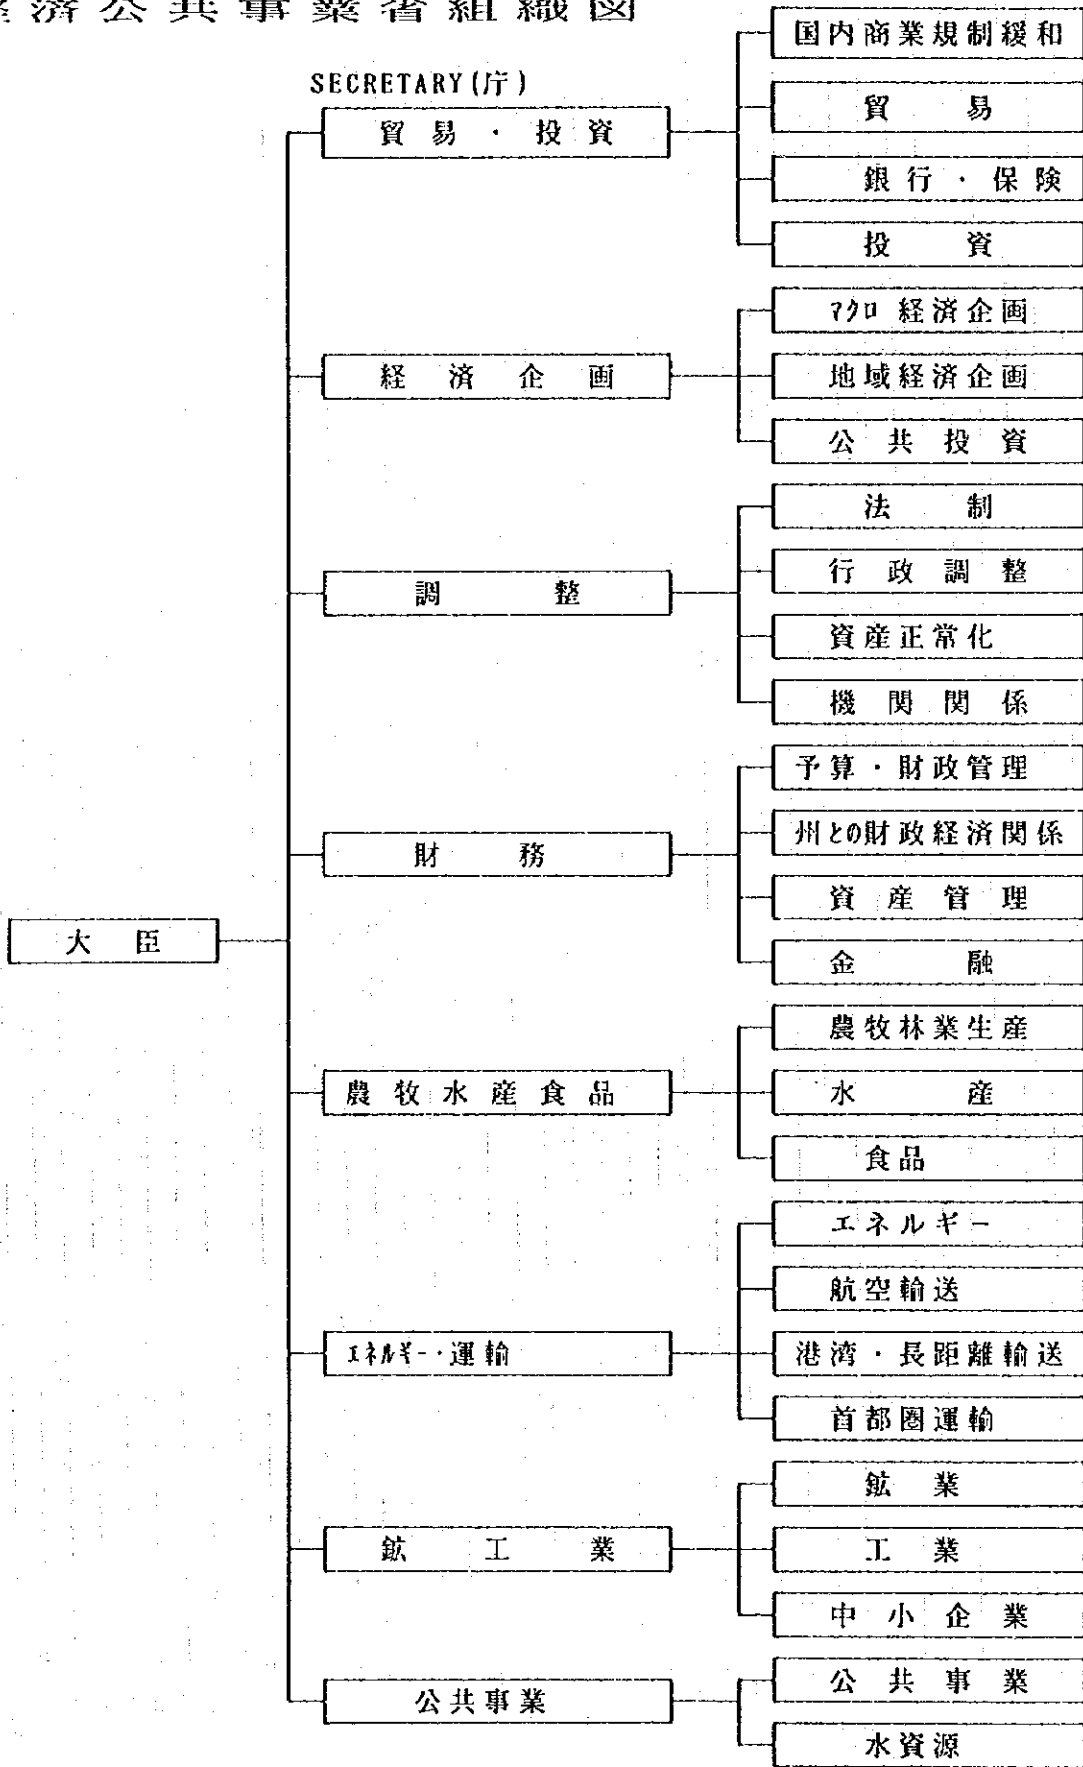 経済公共事業省組織図
SECRETARY(庁)
国内商業規制緩和
貿易・投資
貿易
銀行・保険
投資
マクロ経済企画
経済企画
地域経済企画
公共投資
法制
行政調整
調整
資産正常化
機関関係
予算・財政管理
州との財政経済関係
財務
資産管理
大臣
金融
農牧林業生産
農牧水産食品
水産
食品
エネルギー
航空輸送
エネルギー・運輸
港湾・長距離輸送
首都圏運輸
鉱業
鉱工業
工業
中小企業
公共事業
公共事業
水資源